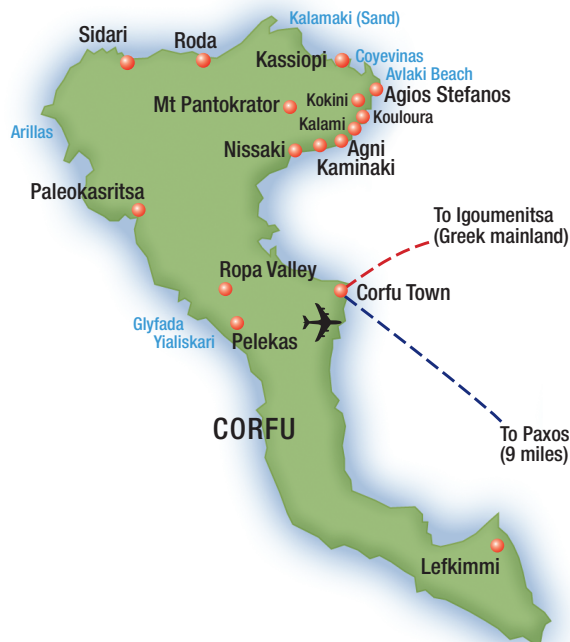 Kalamaki (Sand)
Sidari
Roda
Kassiopi
Coyevinas
Avlaki Beach
Agios Stefanos
Kokini
Mt Pantokrator
Kouloura
Kalami
Arillas
Nissaki
Agni
Kaminaki
Paleokasritsa
To Igoumenitsa
(Greek mainland)
Ropa Valley
Corfu Town
Glyfada
Yialiskari
Pelekas
CORFU
To Paxos
(9 miles)
Lefkimmi